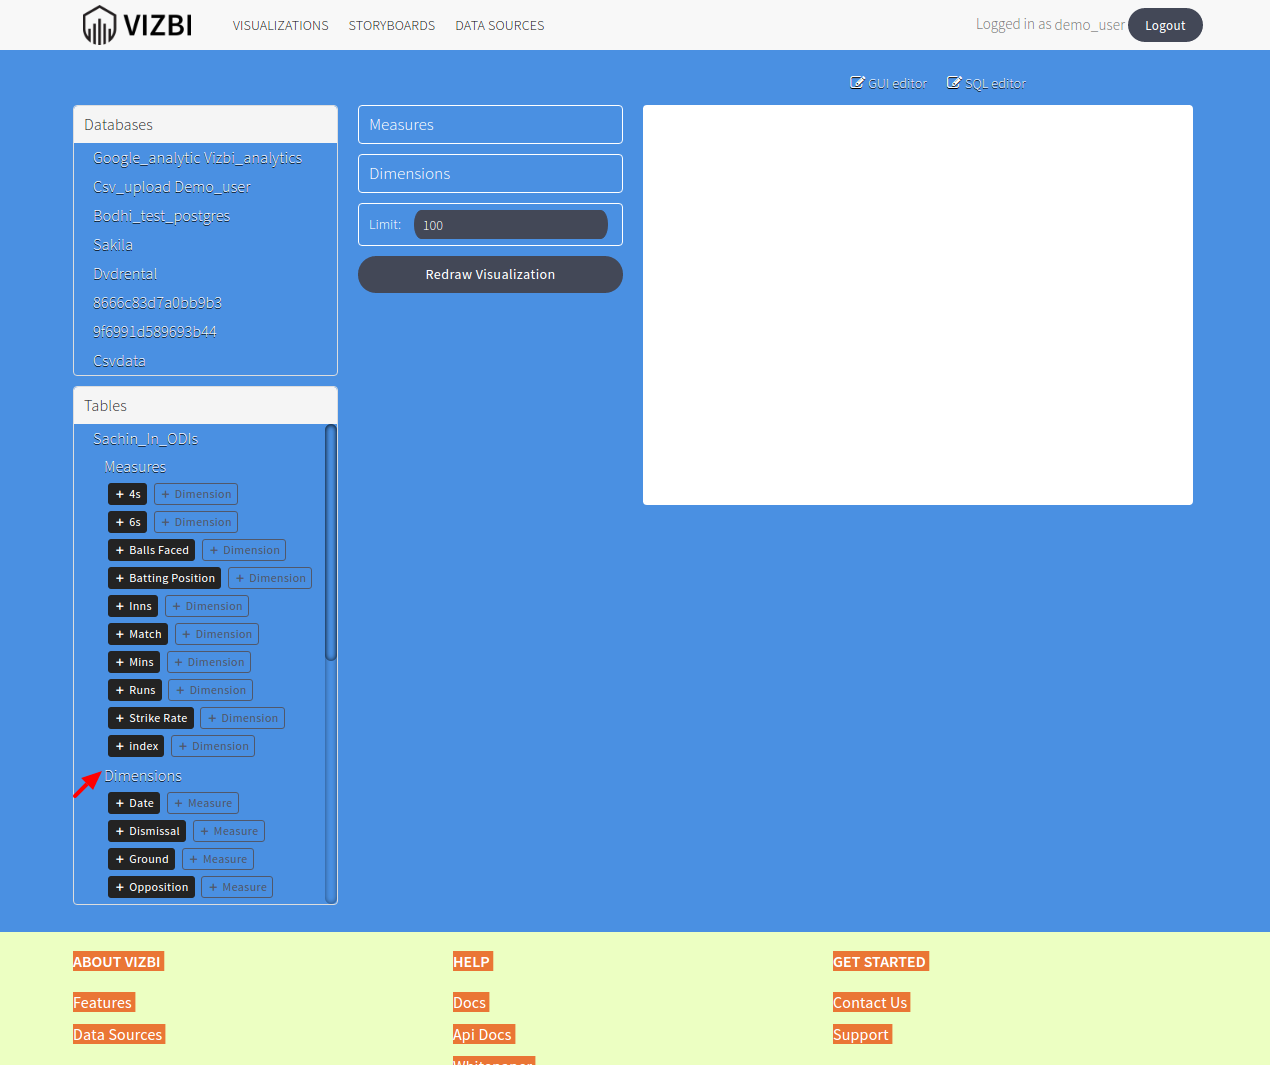 VIZBI VISUALIZATIONS STORYBOARDS DATA SOURCES Logged in as demo_user Logout
GUI editor SQL editor
Databases
Google_analytic Vizbi_analytics
Csv_upload Demo_user
Bodhi_test_postgres
Sakila
Dvdrental
8666c83d7a0bb9b3
9f6991d589693b44
Csvdata
Tables
Sachin_In_ODIs
Measures
+ 4s + Dimension
+ 6s + Dimension
+ Balls Faced + Dimension
+ Batting Position + Dimension
+ Inns + Dimension
+ Match + Dimension
+ Mins + Dimension
+ Runs + Dimension
+ Strike Rate + Dimension
+ index + Dimension
Dimensions
+ Date + Measure
+ Dismissal + Measure
+ Ground + Measure
+ Opposition + Measure
Measures
Dimensions
Limit: 100
Redraw Visualization
ABOUT VIZBI
Features
Data Sources
HELP
Docs
Api Docs
GET STARTED
Contact Us
Support